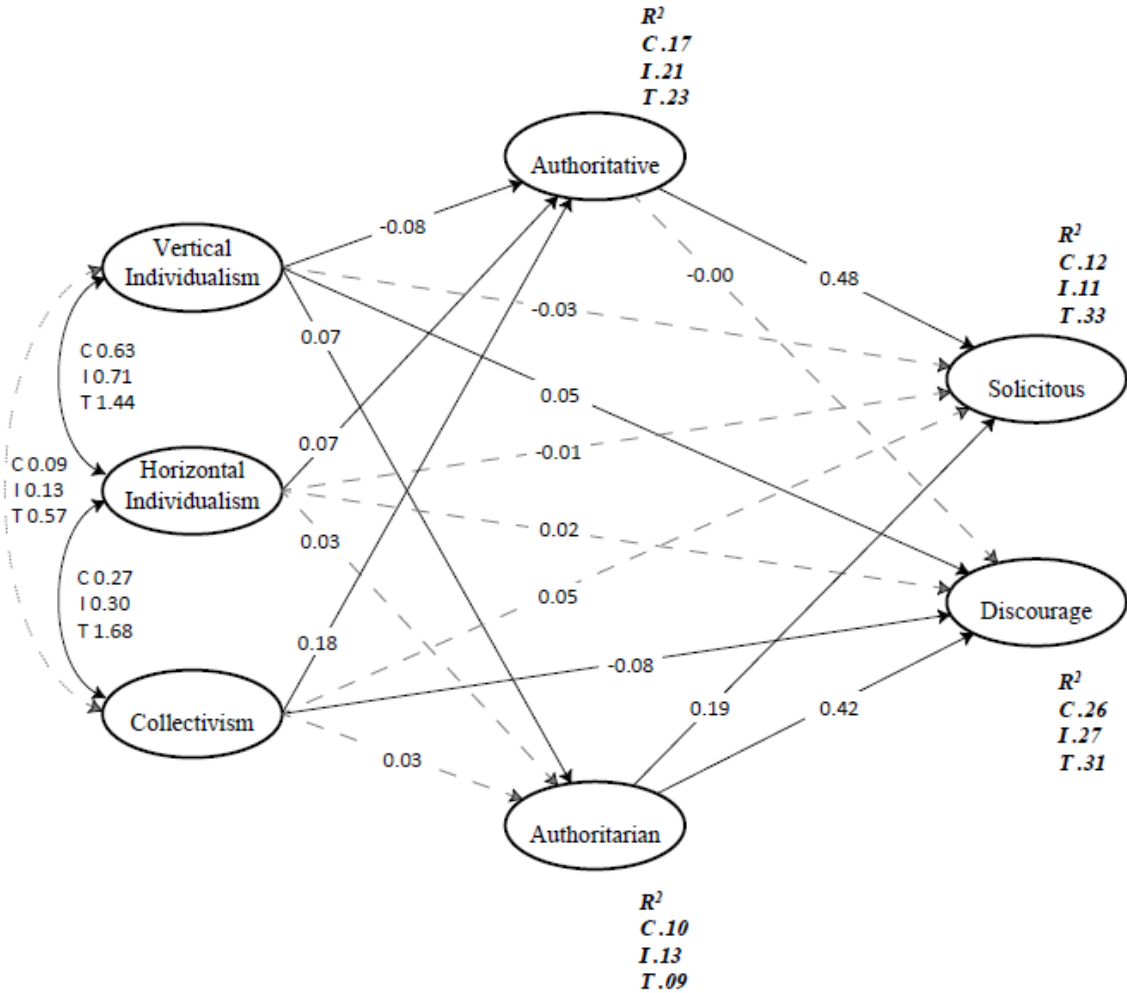 R²
C .17
I .21
T .23
Authoritative
Vertical
Individualism
-0.08
-0.00
0.48
R²
C .12
I .11
T .33
-0.03
0.07
C 0.63
I 0.71
T 1.44
Solicitous
0.05
0.07
-0.01
Horizontal
Individualism
C 0.09
I 0.13
T 0.57
0.02
0.03
C 0.27
I 0.30
T 1.68
0.05
Discourage
0.18
-0.08
R²
C .26
I .27
T .31
Collectivism
0.19
0.42
0.03
Authoritarian
R²
C .10
I .13
T .09